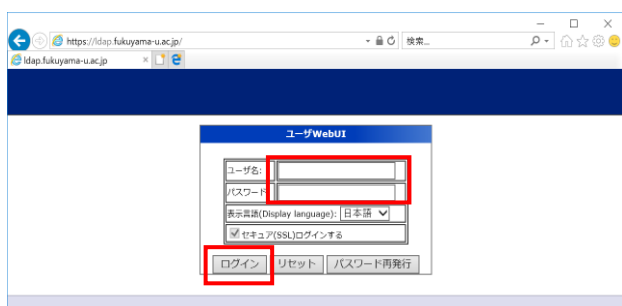 https://ldap.fukuyama-u.ac.jp/
検索...
ldap.fukuyama-u.ac.jp
ユーザWebUI
ユーザ名:
パスワード
表示言語(Display language): 日本語
セキュア(SSL)ログインする
ログイン リセット パスワード再発行